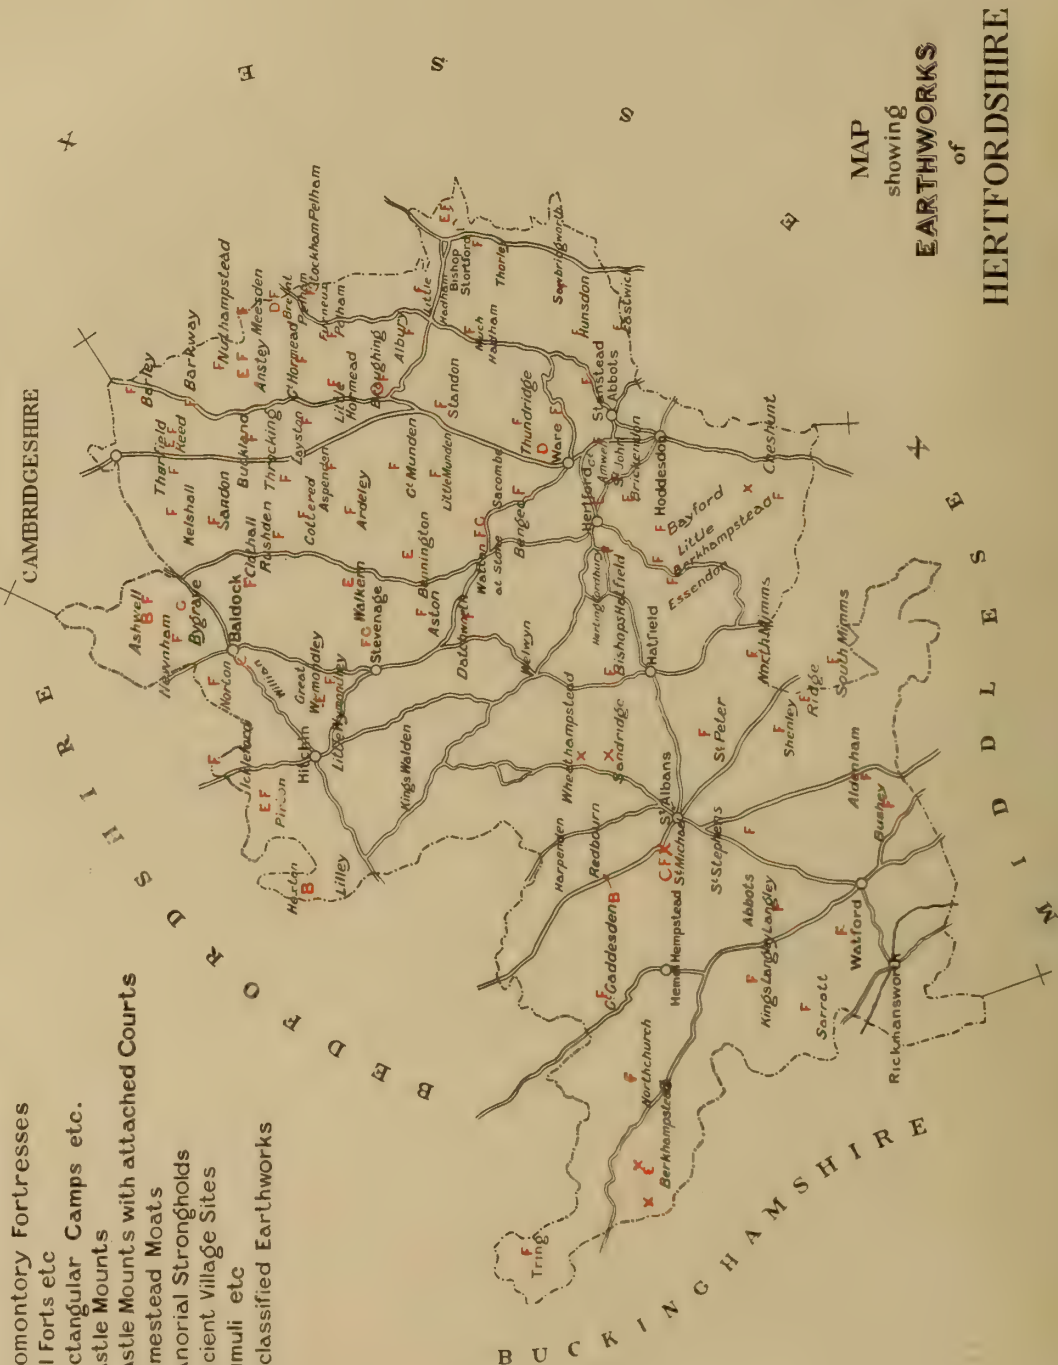 MAP
showing
EARTHWORKS
of
HERTFORDSHIRE
omontory Fortresses
l Forts etc
ctangular Camps etc.
stle Mounts
stle Mounts with attached Courts
mestead Moats
norial Strongholds
cient Village Sites
muli etc
classified Earthworks
CAMBRIDGESHIRE
BEDFORDSHIRE
BUCKINGHAMSHIRE
MIDDLESEX
ESSEX
Ashwell
B F
Newnham
F
G
Bygrave
Baldock
Norton
F
Willian
Clothall
F
Rushden
F
Throcking
F
Buckland
F
Sandon
F
Kelshall
F
Therfield
F
Reed
E F
Barley
F
Barkway
F
Nuthampstead
F
Anstey
E F
Meesden
F
Brent
Pelham
D F
Stockham Pelham
F
Furneux
Pelham
F
Gt Hormead
F
Little
Hormead
F
Layston
F
Aspenden
F
Cottered
F
Ardeley
F
Braughing
Albury
F
Little
Hadham
Bishop
Stortford
E F
Thorley
F
Much
Hadham
F
Sawbridgeworth
Hunsdon
F
Eastwick
Standon
F
Gt Munden
F
Little Munden
F
Sacombe
Thundridge
F
Ware
D
Stanstead
Abbots
F
Gt
Amwell
St John
Brickendon
Hoddesdon
Cheshunt
X
F
Bayford
F
Little
Berkhampstead
F
Essendon
Hertford
Hertingfordbury
Bengeo
F
Watton
at Stone
F G
Bennington
E
Aston
F
Walkern
E
Stevenage
F G
Datchworth
Welwyn
Great
Wymondley
Little Wymondley
Hitchin
Ickleford
F
Pirton
E F
Hexton
B
Lilley
Kings Walden
Wheathampstead
X
Sandridge
X
Bishops Hatfield
Hatfield
North Mimms
South Mimms
F
Ridge
E
Shenley
F
St Peter
F
St Albans
St Michael
C F X
St Stephens
F
Harpenden
Redbourn
B
Gt Gaddesden
F
Hemel Hempstead
Northchurch
F
Berkhampstead
X
E
X
Tring
F
Kings Langley
F
Abbots
Langley
F
Sarratt
F
Watford
F
Rickmansworth
Bushey
F
Aldenham
F